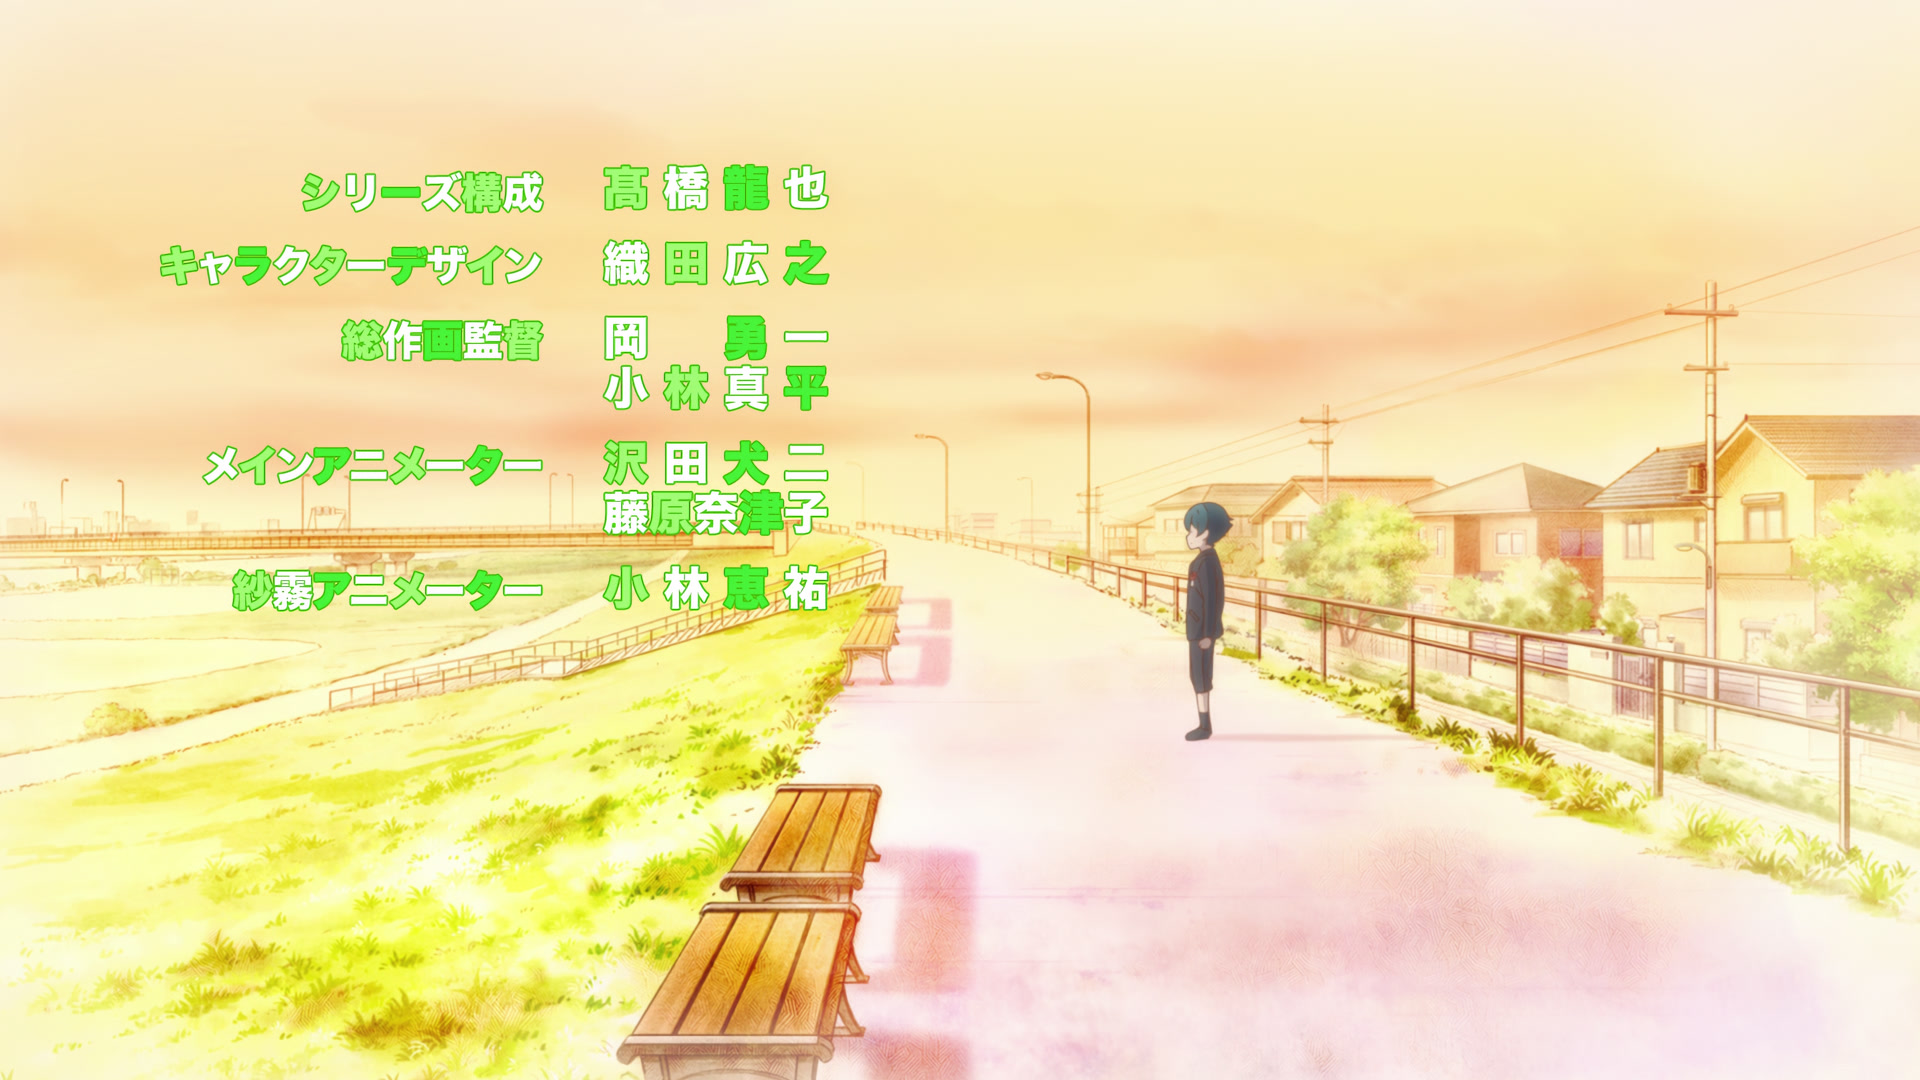 シリーズ構成 髙橋龍也
キャラクターデザイン 織田広之
総作画監督 岡 勇一
小林真平
メインアニメーター 沢田犬二
藤原奈津子
紗霧アニメーター 小林恵祐